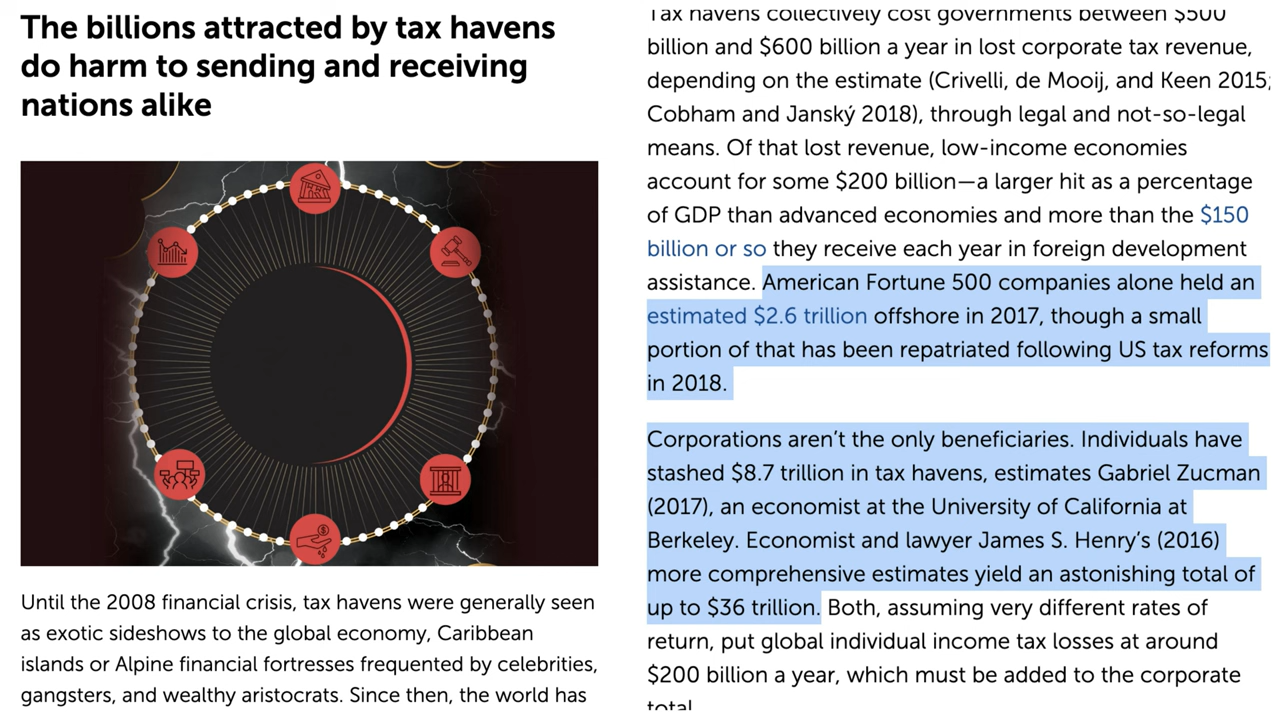 The billions attracted by tax havens
do harm to sending and receiving
nations alike
Until the 2008 financial crisis, tax havens were generally seen
as exotic sideshows to the global economy, Caribbean
islands or Alpine financial fortresses frequented by celebrities,
gangsters, and wealthy aristocrats. Since then, the world has
Tax havens collectively cost governments between $500
billion and $600 billion a year in lost corporate tax revenue,
depending on the estimate (Crivelli, de Mooij, and Keen 2015;
Cobham and Janský 2018), through legal and not-so-legal
means. Of that lost revenue, low-income economies
account for some $200 billion—a larger hit as a percentage
of GDP than advanced economies and more than the $150
billion or so they receive each year in foreign development
assistance. American Fortune 500 companies alone held an
estimated $2.6 trillion offshore in 2017, though a small
portion of that has been repatriated following US tax reforms
in 2018.
Corporations aren’t the only beneficiaries. Individuals have
stashed $8.7 trillion in tax havens, estimates Gabriel Zucman
(2017), an economist at the University of California at
Berkeley. Economist and lawyer James S. Henry’s (2016)
more comprehensive estimates yield an astonishing total of
up to $36 trillion. Both, assuming very different rates of
return, put global individual income tax losses at around
$200 billion a year, which must be added to the corporate
total